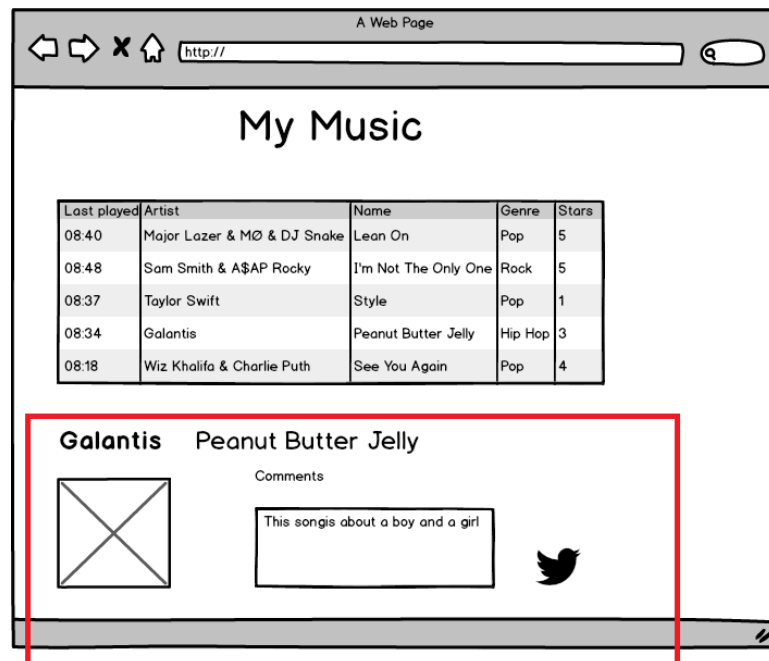 A Web Page
http://
My Music
Last played Artist Name Genre Stars
08:40 Major Lazer & MØ & DJ Snake Lean On Pop 5
08:48 Sam Smith & A$AP Rocky I'm Not The Only One Rock 5
08:37 Taylor Swift Style Pop 1
08:34 Galantis Peanut Butter Jelly Hip Hop 3
08:18 Wiz Khalifa & Charlie Puth See You Again Pop 4
Galantis Peanut Butter Jelly
Comments
This songis about a boy and a girl